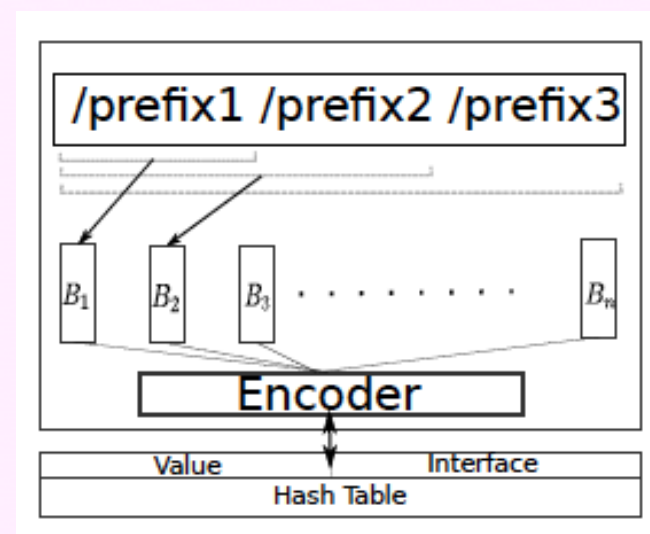 /prefix1 /prefix2 /prefix3
B1 B2 B3 . . . . . . . . Bn
Encoder
Value Interface
Hash Table